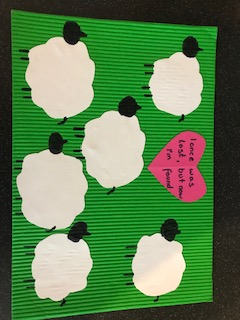 I once was
lost, but now
I'm found